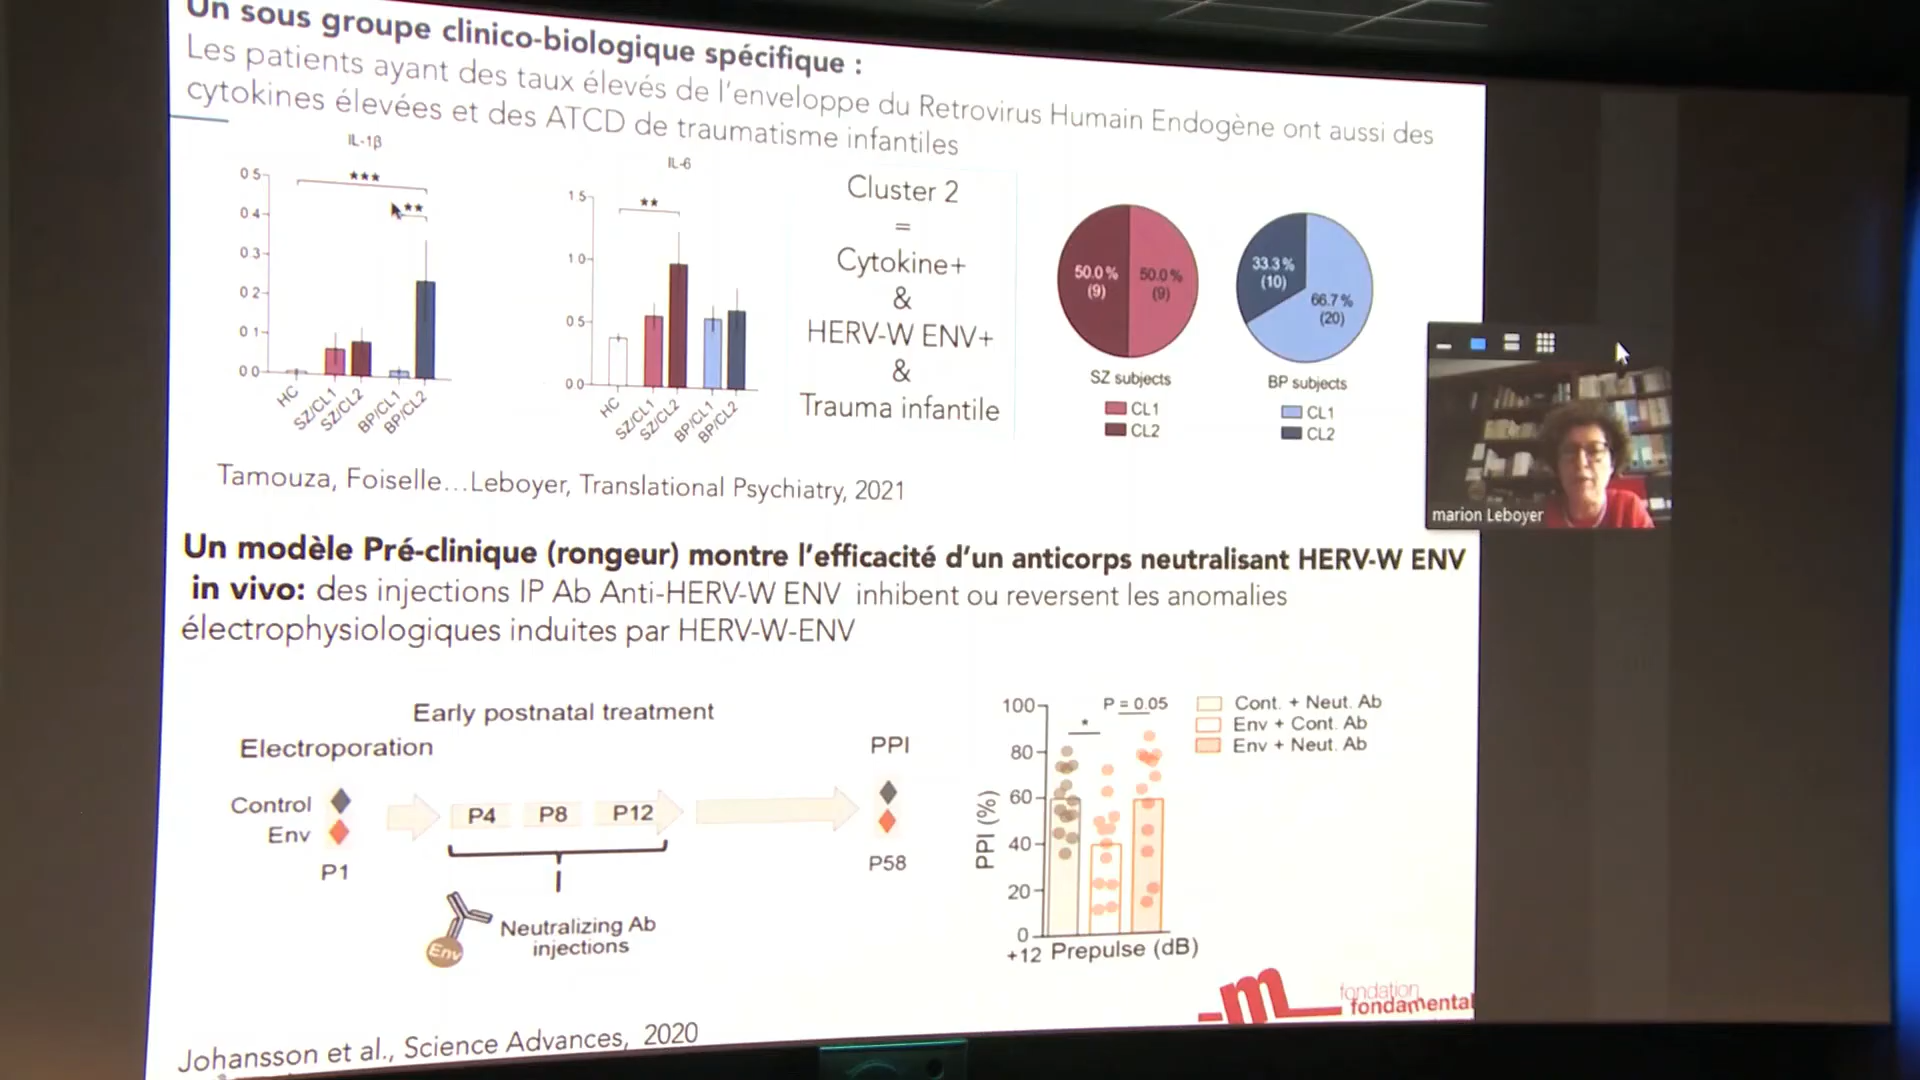 Un sous groupe clinico-biologique spécifique :
Les patients ayant des taux élevés de l'enveloppe du Retrovirus Humain Endogène ont aussi des
cytokines élevées et des ATCD de traumatisme infantiles
IL-1β
0 5
0 4
0 3
0 2
0 1
0 0
***
**
HC
SZ/CL1
SZ/CL2
BP/CL1
BP/CL2
IL-6
1 5
1 0
0 5
0 0
**
HC
SZ/CL1
SZ/CL2
BP/CL1
BP/CL2
Cluster 2
=
Cytokine+
&
HERV-W ENV+
&
Trauma infantile
50.0 %
(9)
50.0 %
(9)
SZ subjects
CL1
CL2
33.3 %
(10)
66.7 %
(20)
BP subjects
CL1
CL2
marion Leboyer
Tamouza, Foiselle...Leboyer, Translational Psychiatry, 2021
Un modèle Pré-clinique (rongeur) montre l'efficacité d'un anticorps neutralisant HERV-W ENV
in vivo: des injections IP Ab Anti-HERV-W ENV inhibent ou reversent les anomalies
électrophysiologiques induites par HERV-W-ENV
Early postnatal treatment
Electroporation
PPI
Control
Env
P1
P4 P8 P12
P58
Env
Neutralizing Ab
injections
PPI (%)
100
80
60
40
20
0
*
P = 0.05
+12 Prepulse (dB)
Cont. + Neut. Ab
Env + Cont. Ab
Env + Neut. Ab
fondation
fondamental
Johansson et al., Science Advances, 2020